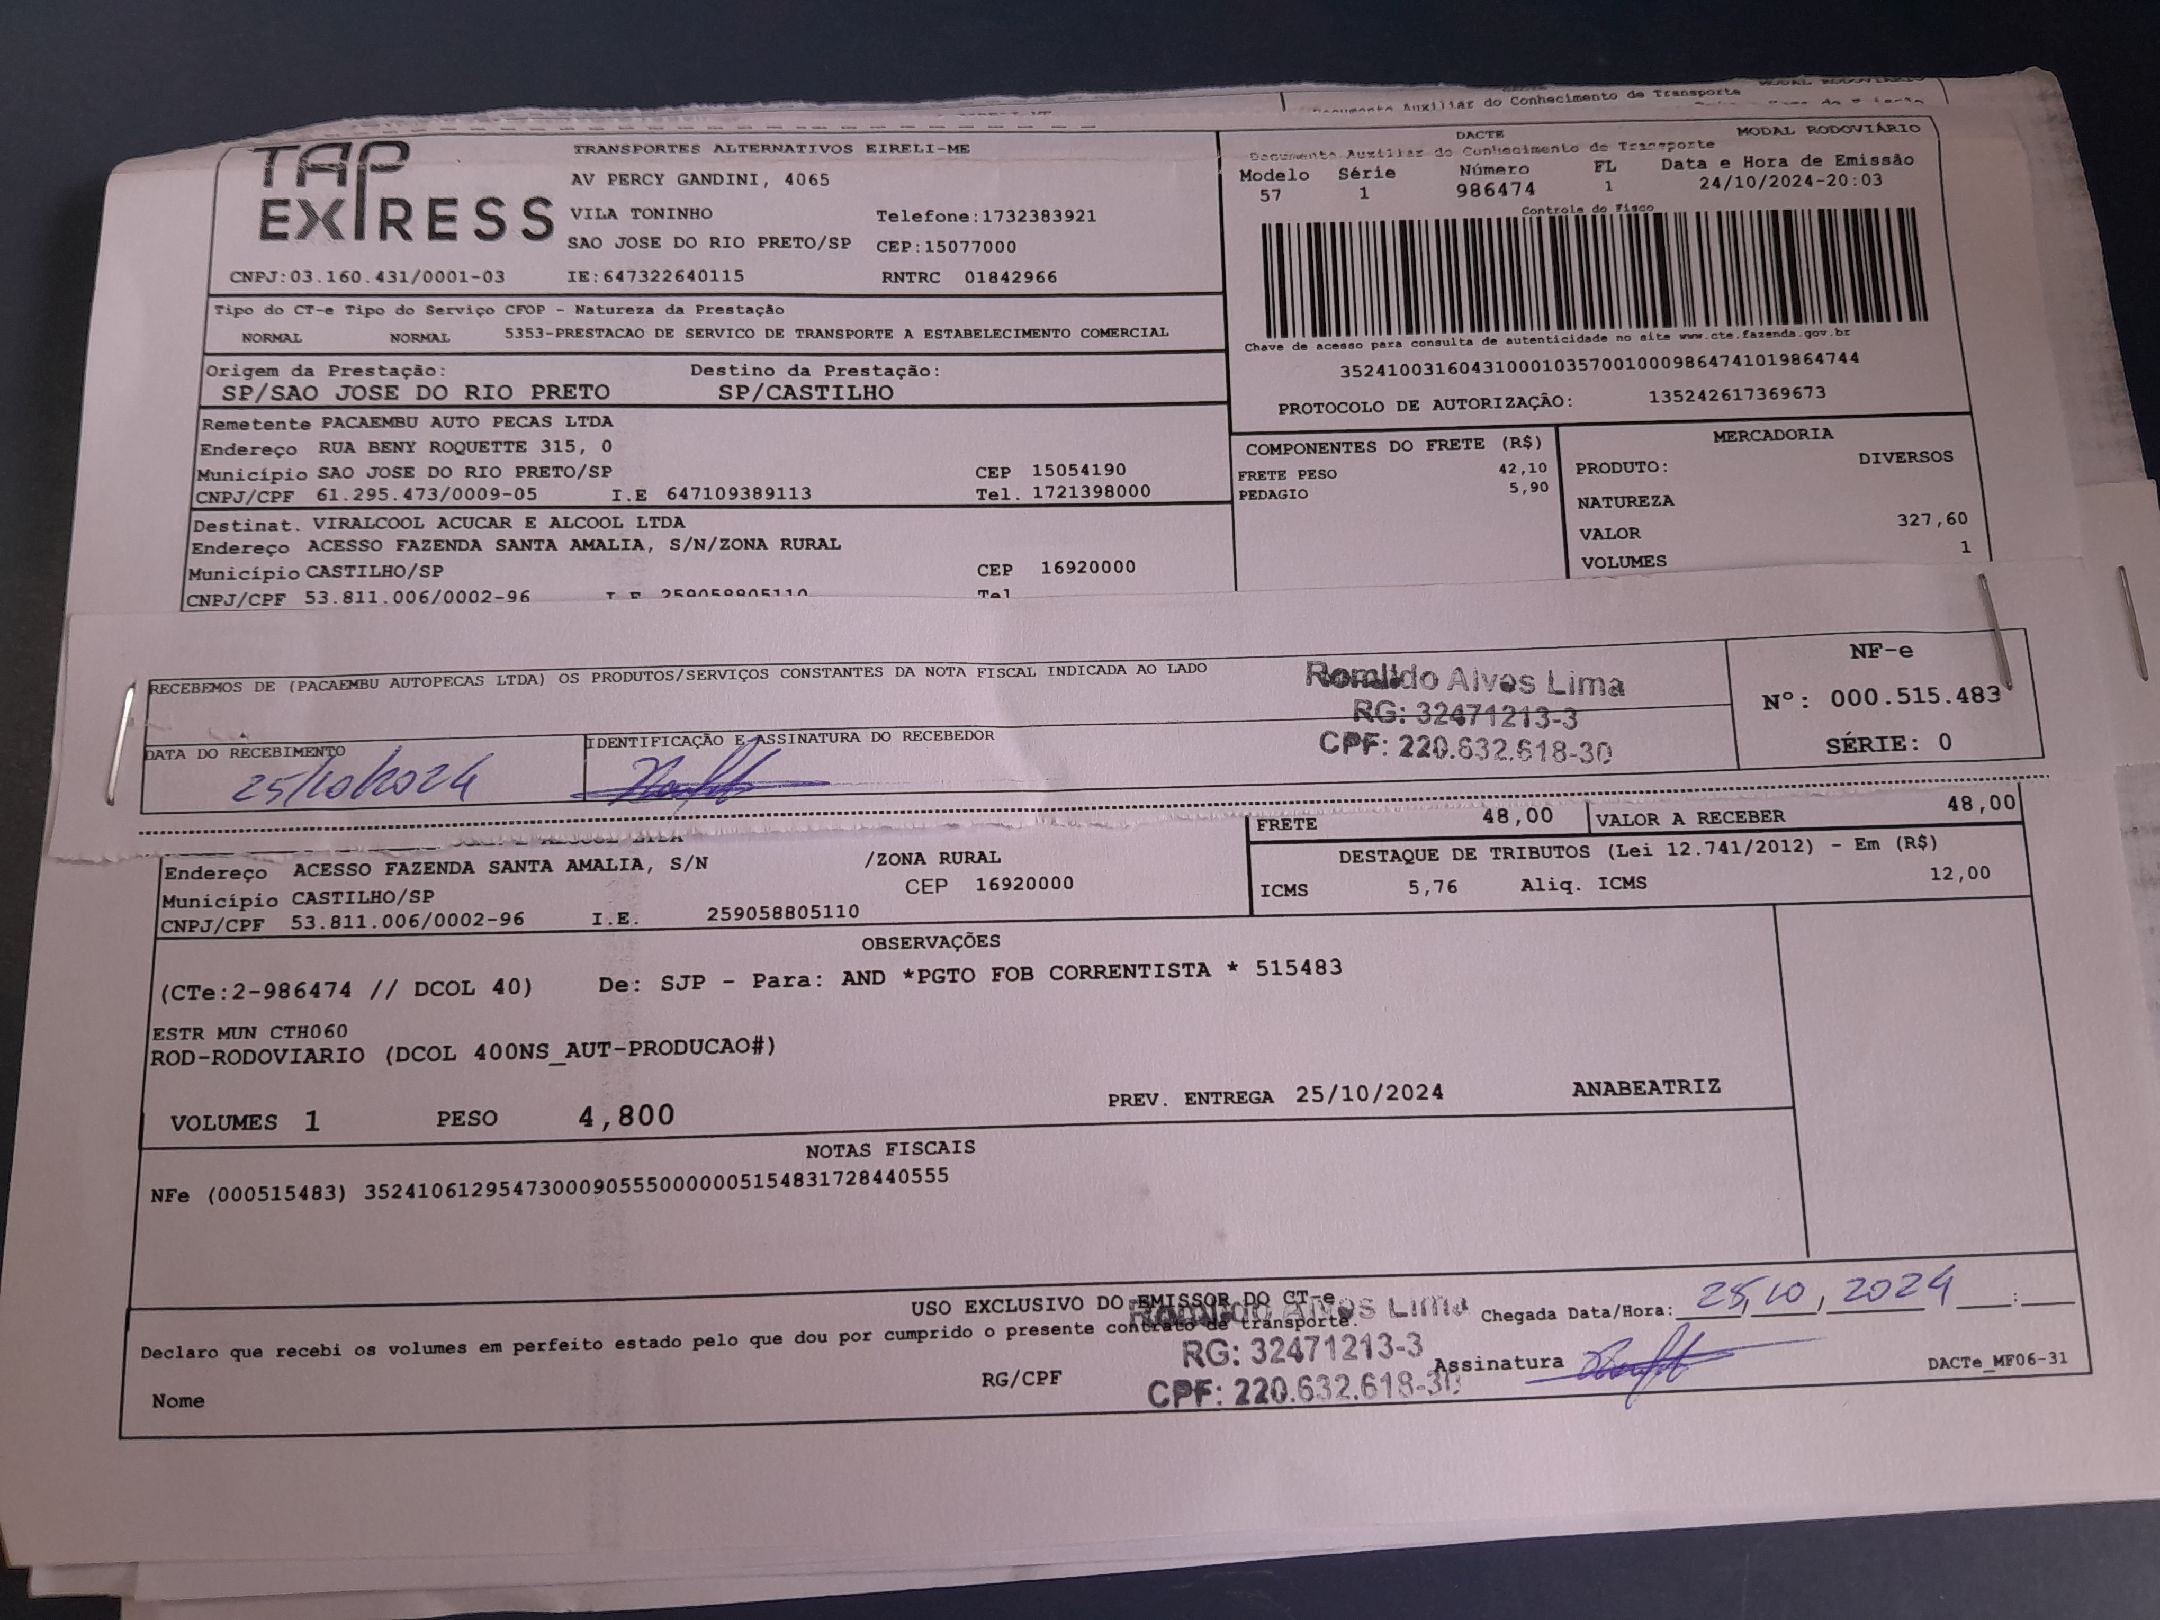 MODAL RODOVIÁRIO
Documento Auxiliar do Conhecimento de Transporte
TAP EXPRESS
TRANSPORTES ALTERNATIVOS EIRELI-ME
AV PERCY GANDINI, 4065
VILA TONINHO Telefone:1732383921
SAO JOSE DO RIO PRETO/SP CEP:15077000
CNPJ:03.160.431/0001-03 IE:647322640115 RNTRC 01842966
DACTE MODAL RODOVIÁRIO
Documento Auxiliar do Conhecimento de Transporte
Modelo Série Número FL Data e Hora de Emissão
57 1 986474 1 24/10/2024-20:03
Controle do Fisco
Chave de acesso para consulta de autenticidade no site www.cte.fazenda.gov.br
35241003160431000103570010009864741019864744
PROTOCOLO DE AUTORIZAÇÃO: 135242617369673
Tipo do CT-e Tipo do Serviço CFOP - Natureza da Prestação
NORMAL NORMAL 5353-PRESTACAO DE SERVICO DE TRANSPORTE A ESTABELECIMENTO COMERCIAL
Origem da Prestação: Destino da Prestação:
SP/SAO JOSE DO RIO PRETO SP/CASTILHO
Remetente PACAEMBU AUTO PECAS LTDA
Endereço RUA BENY ROQUETTE 315, 0
Município SAO JOSE DO RIO PRETO/SP CEP 15054190
CNPJ/CPF 61.295.473/0009-05 I.E 647109389113 Tel. 1721398000
COMPONENTES DO FRETE (R$)
FRETE PESO 42,10
PEDAGIO 5,90
MERCADORIA
PRODUTO: DIVERSOS
NATUREZA
VALOR 327,60
VOLUMES 1
Destinat. VIRALCOOL ACUCAR E ALCOOL LTDA
Endereço ACESSO FAZENDA SANTA AMALIA, S/N/ZONA RURAL
Município CASTILHO/SP CEP 16920000
CNPJ/CPF 53.811.006/0002-96 I.E 259058805110 Tel
RECEBEMOS DE (PACAEMBU AUTOPECAS LTDA) OS PRODUTOS/SERVIÇOS CONSTANTES DA NOTA FISCAL INDICADA AO LADO
Romildo Alves Lima
RG: 32471213-3
CPF: 220.632.618-30
NF-e
Nº: 000.515.483
SÉRIE: 0
DATA DO RECEBIMENTO IDENTIFICAÇÃO E ASSINATURA DO RECEBEDOR
25/10/2024
FRETE 48,00 VALOR A RECEBER 48,00
DESTAQUE DE TRIBUTOS (Lei 12.741/2012) - Em (R$)
ICMS 5,76 Aliq. ICMS 12,00
Endereço ACESSO FAZENDA SANTA AMALIA, S/N /ZONA RURAL
Município CASTILHO/SP CEP 16920000
CNPJ/CPF 53.811.006/0002-96 I.E. 259058805110
OBSERVAÇÕES
(CTe:2-986474 // DCOL 40) De: SJP - Para: AND *PGTO FOB CORRENTISTA * 515483
ESTR MUN CTH060
ROD-RODOVIARIO (DCOL 400NS_AUT-PRODUCAO#)
VOLUMES 1 PESO 4,800 PREV. ENTREGA 25/10/2024 ANABEATRIZ
NOTAS FISCAIS
NFe (000515483) 35241061295473000905550000005154831728440555
USO EXCLUSIVO DO EMISSOR DO CT-e
Declaro que recebi os volumes em perfeito estado pelo que dou por cumprido o presente contrato de transporte.
Chegada Data/Hora: 25,10,2024 :
Romildo Alves Lima
RG: 32471213-3
CPF: 220.632.618-30
Nome RG/CPF Assinatura DACTe_MF06-31